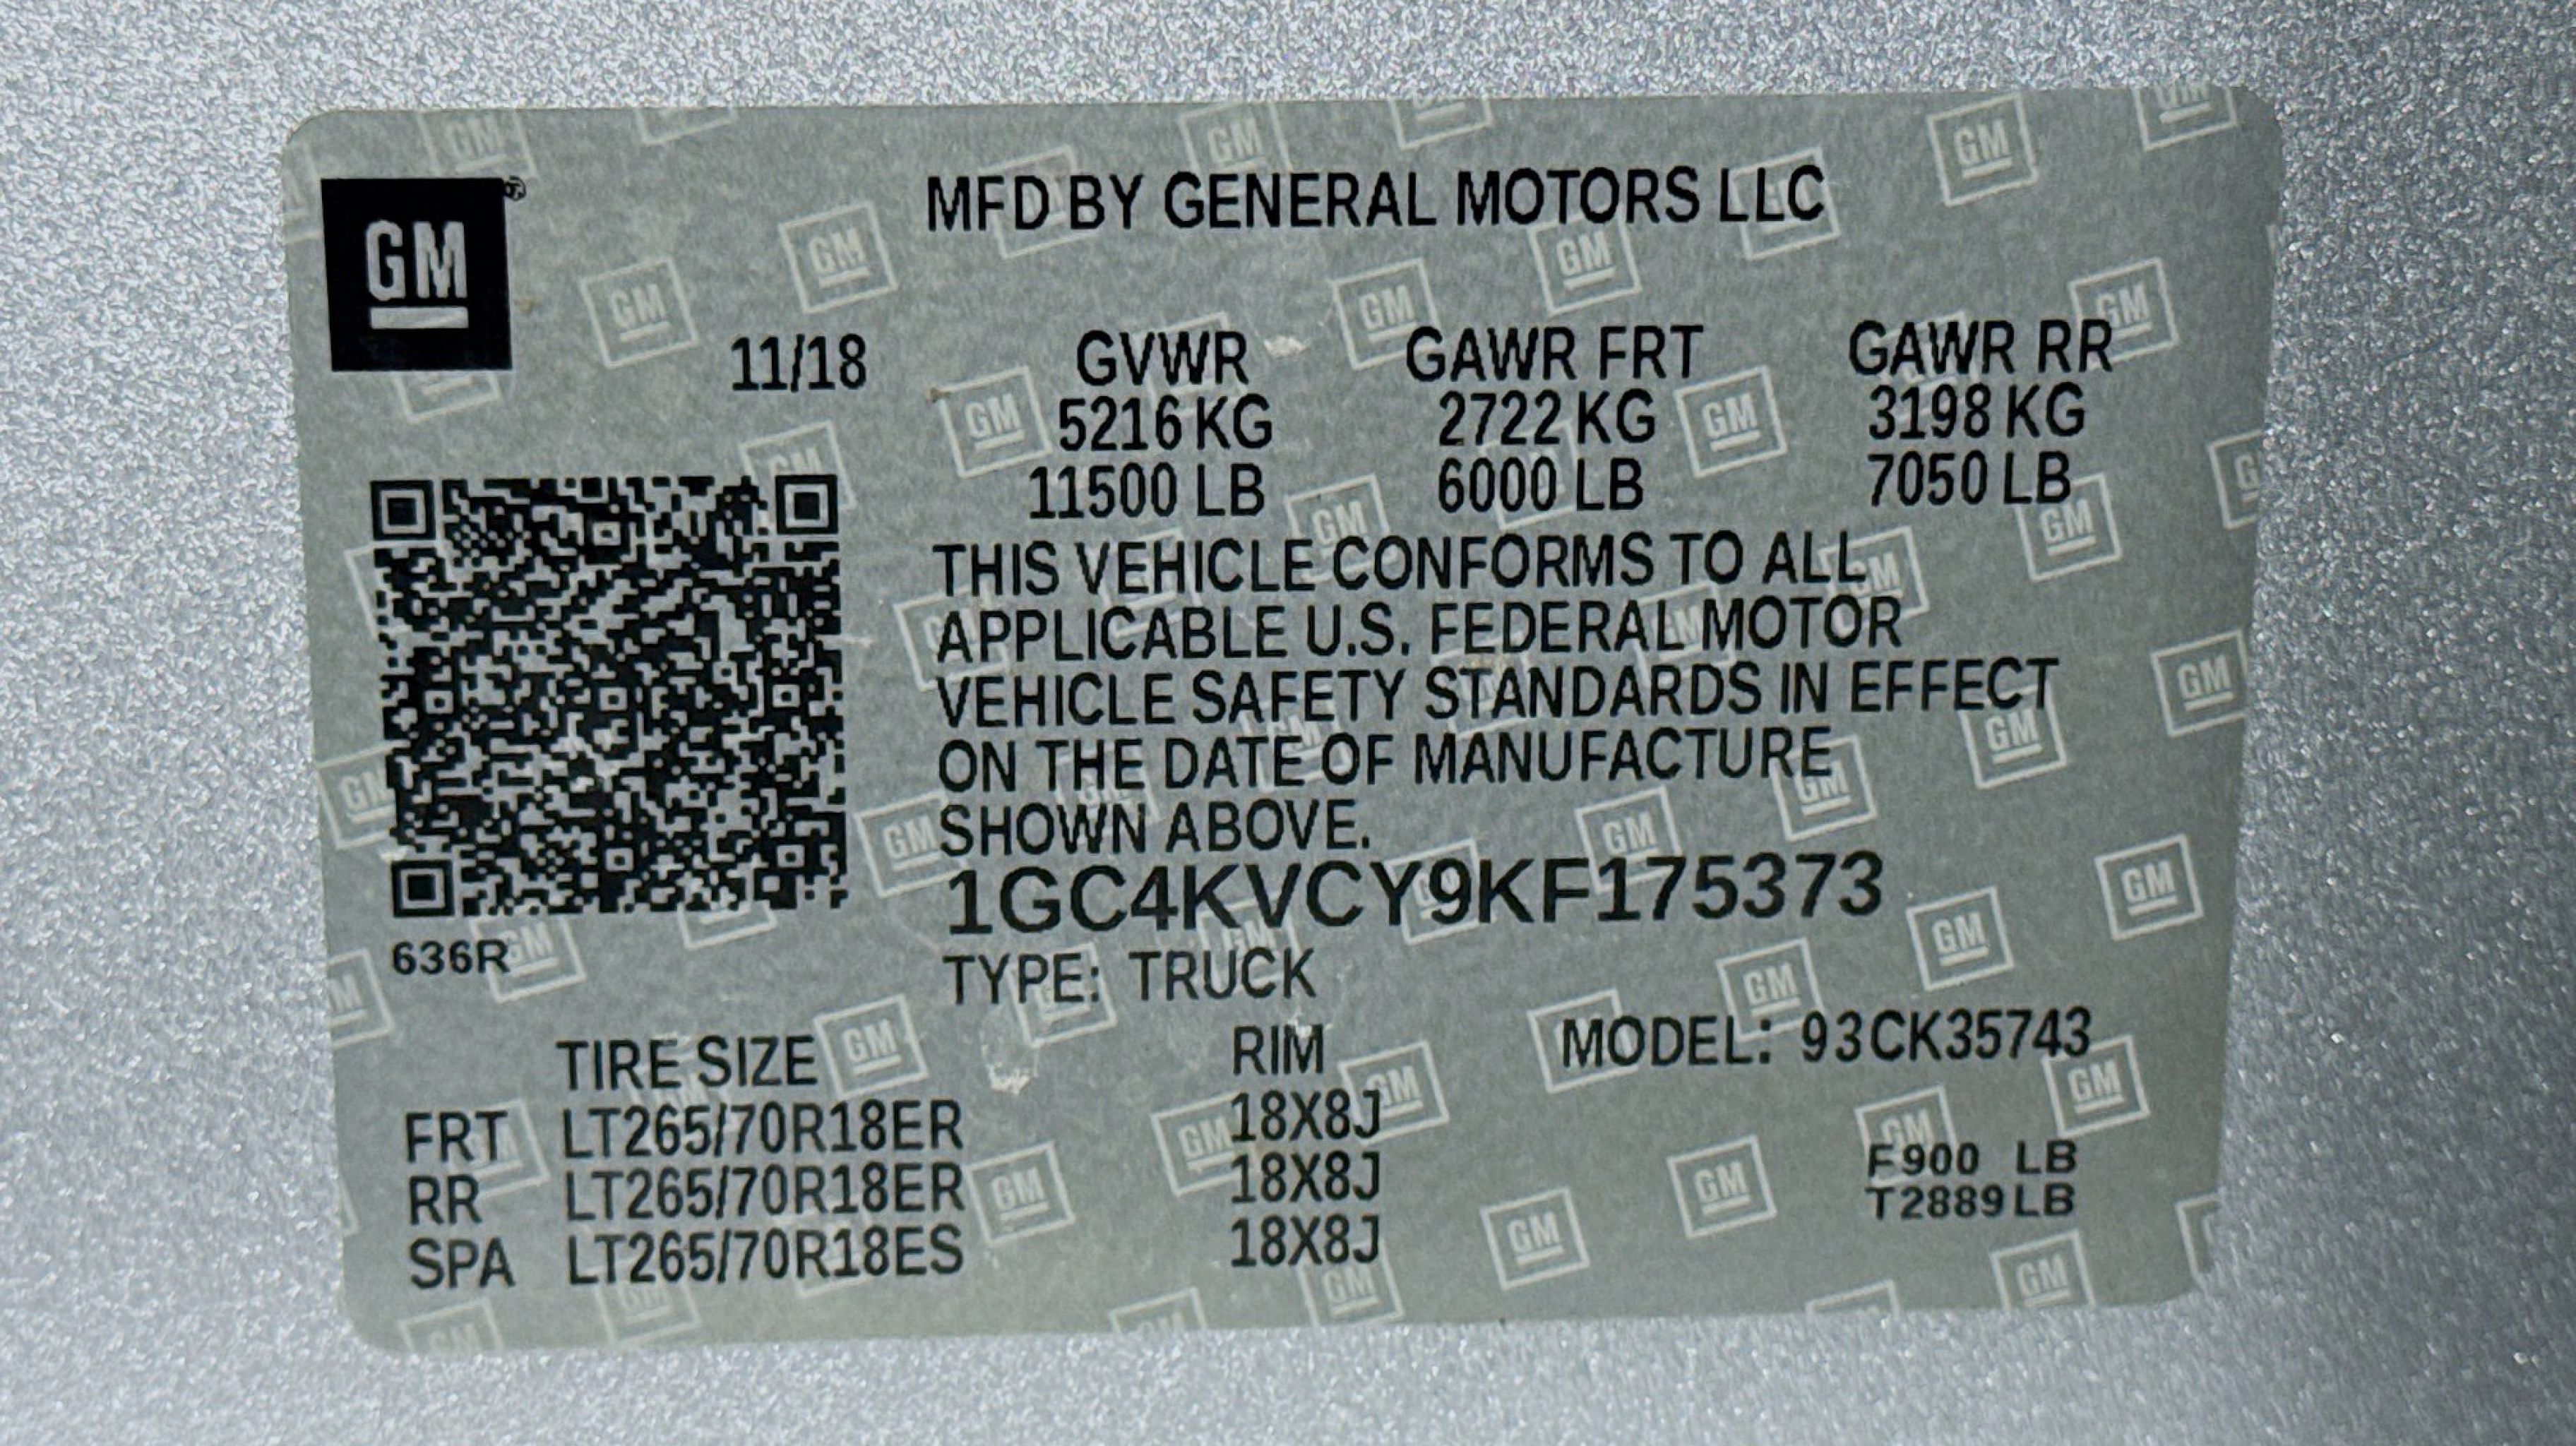 GM
MFD BY GENERAL MOTORS LLC
11/18 GVWR GAWR FRT GAWR RR
5216 KG 2722 KG 3198 KG
11500 LB 6000 LB 7050 LB
THIS VEHICLE CONFORMS TO ALL
APPLICABLE U.S. FEDERAL MOTOR
VEHICLE SAFETY STANDARDS IN EFFECT
ON THE DATE OF MANUFACTURE
SHOWN ABOVE.
1GC4KVCY9KF175373
636R
TYPE: TRUCK
TIRE SIZE RIM MODEL: 93CK35743
FRT LT265/70R18ER 18X8J
RR LT265/70R18ER 18X8J
SPA LT265/70R18ES 18X8J
F900 LB
T2889 LB